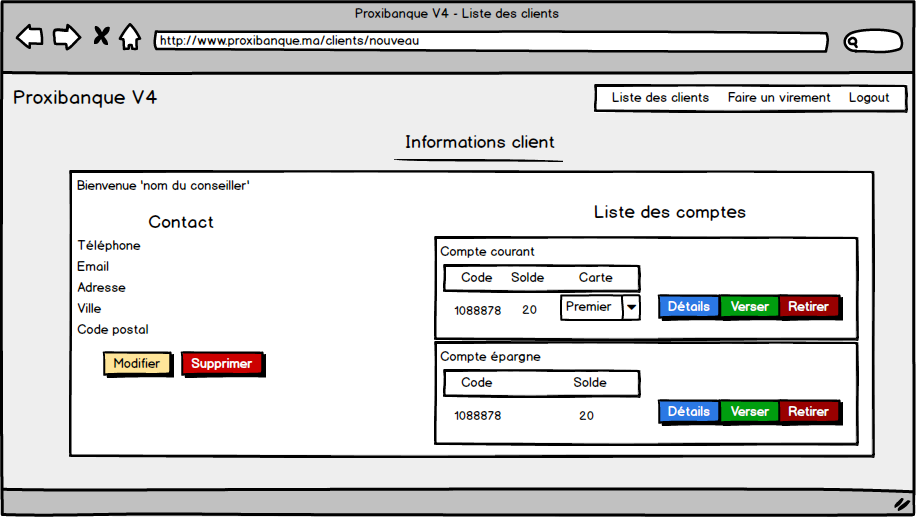 Proxibanque V4 - Liste des clients
http://www.proxibanque.ma/clients/nouveau
Proxibanque V4
Liste des clients Faire un virement Logout
Informations client
Bienvenue 'nom du conseiller'
Contact
Téléphone
Email
Adresse
Ville
Code postal
Modifier Supprimer
Liste des comptes
Compte courant
Code Solde Carte
1088878 20 Premier Détails Verser Retirer
Compte épargne
Code Solde
1088878 20 Détails Verser Retirer